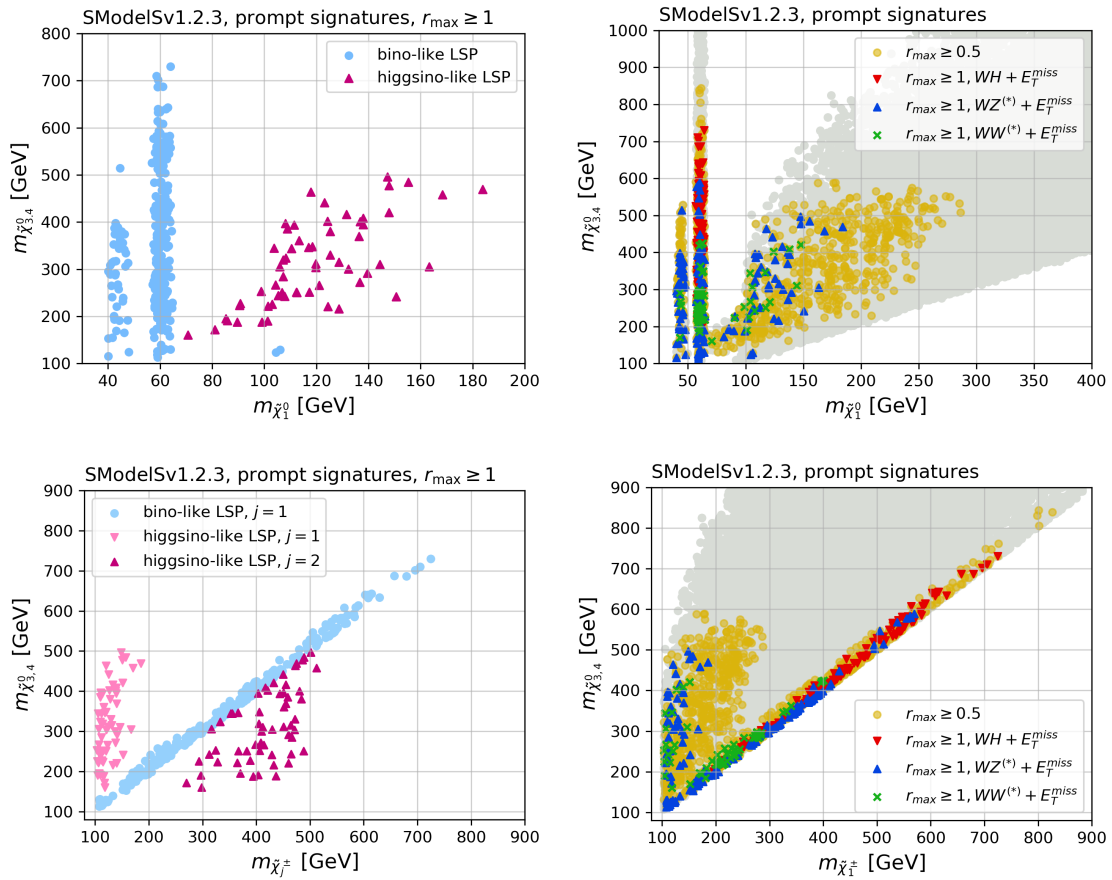 SModelSv1.2.3, prompt signatures, r_max ≥ 1
800
700
600
500
400
300
200
100
m_χ̃⁰_3,4 [GeV]
bino-like LSP
higgsino-like LSP
40 60 80 100 120 140 160 180 200
m_χ̃⁰_1 [GeV]
SModelSv1.2.3, prompt signatures
1000
900
800
700
600
500
400
300
200
100
m_χ̃⁰_3,4 [GeV]
r_max ≥ 0.5
r_max ≥ 1, WH + E_T^miss
r_max ≥ 1, WZ^(*) + E_T^miss
r_max ≥ 1, WW^(*) + E_T^miss
50 100 150 200 250 300 350 400
m_χ̃⁰_1 [GeV]
SModelSv1.2.3, prompt signatures, r_max ≥ 1
900
800
700
600
500
400
300
200
100
m_χ̃⁰_3,4 [GeV]
bino-like LSP, j = 1
higgsino-like LSP, j = 1
higgsino-like LSP, j = 2
100 200 300 400 500 600 700 800 900
m_χ̃^±_j [GeV]
SModelSv1.2.3, prompt signatures
900
800
700
600
500
400
300
200
100
m_χ̃⁰_3,4 [GeV]
r_max ≥ 0.5
r_max ≥ 1, WH + E_T^miss
r_max ≥ 1, WZ^(*) + E_T^miss
r_max ≥ 1, WW^(*) + E_T^miss
100 200 300 400 500 600 700 800 900
m_χ̃^±_1 [GeV]